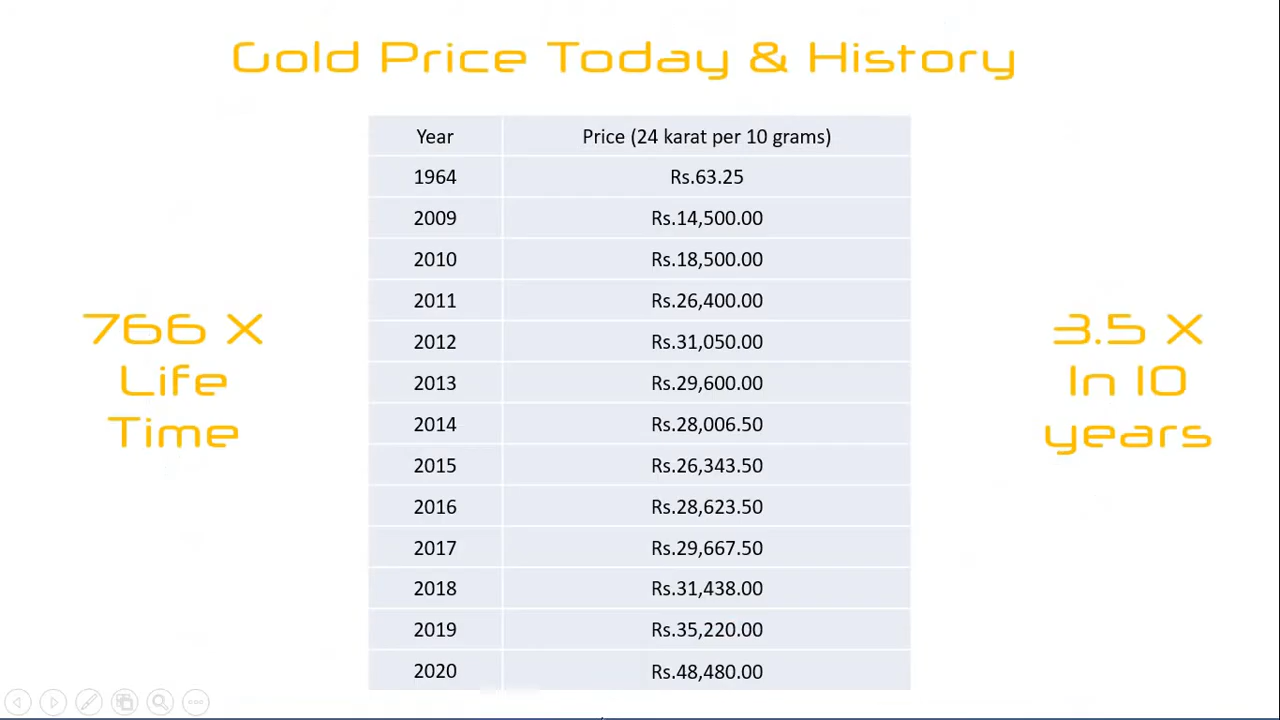 Gold Price Today & History
Year Price (24 karat per 10 grams)
1964 Rs.63.25
2009 Rs.14,500.00
2010 Rs.18,500.00
2011 Rs.26,400.00
2012 Rs.31,050.00
2013 Rs.29,600.00
2014 Rs.28,006.50
2015 Rs.26,343.50
2016 Rs.28,623.50
2017 Rs.29,667.50
2018 Rs.31,438.00
2019 Rs.35,220.00
2020 Rs.48,480.00
766 X
Life
Time
3.5 X
In 10
years